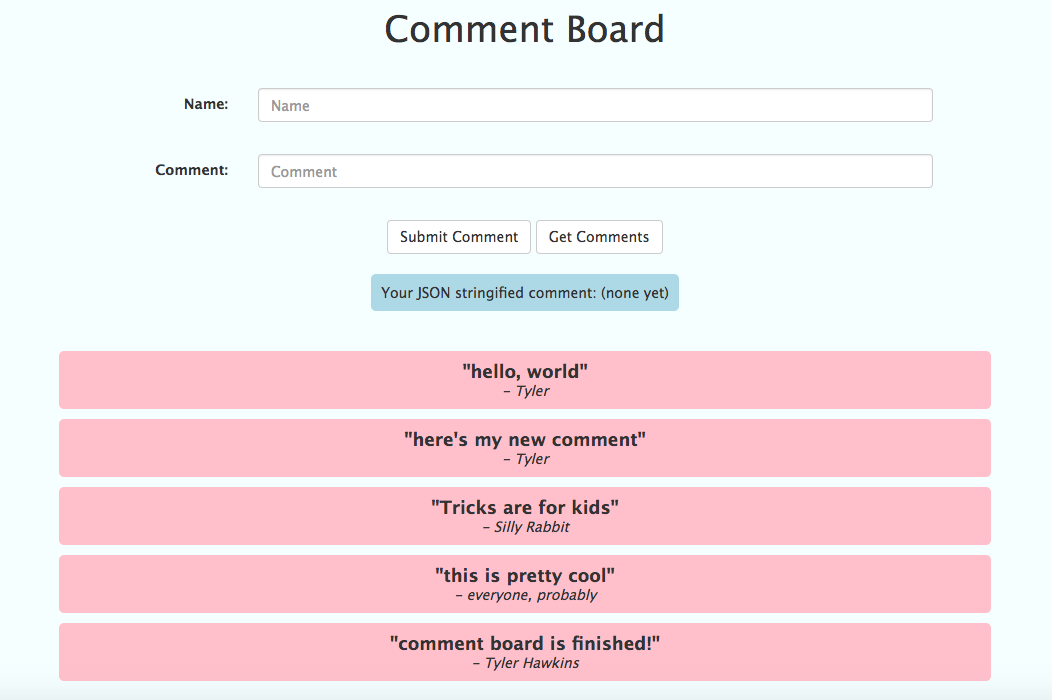 Comment Board
Name:
Name
Comment:
Comment
Submit Comment
Get Comments
Your JSON stringified comment: (none yet)
"hello, world"
– Tyler
"here's my new comment"
– Tyler
"Tricks are for kids"
– Silly Rabbit
"this is pretty cool"
– everyone, probably
"comment board is finished!"
– Tyler Hawkins